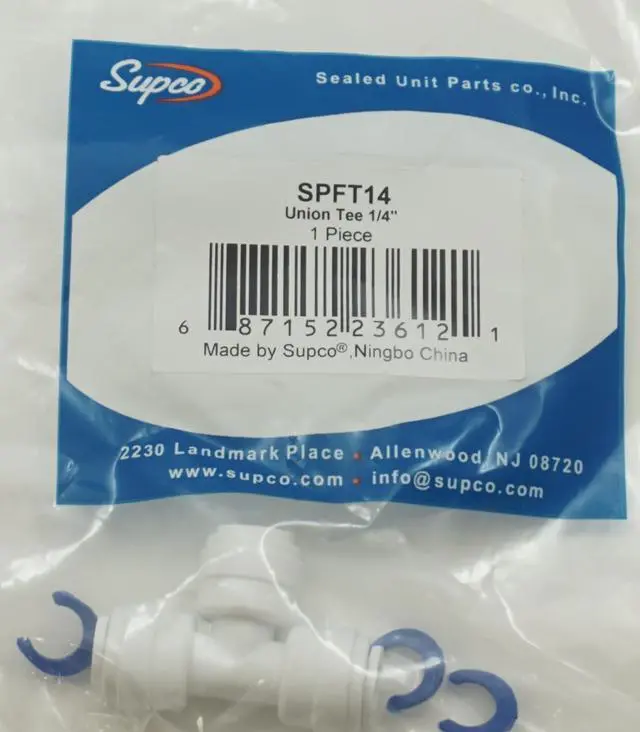 Supco
Sealed Unit Parts co., Inc.
SPFT14
Union Tee 1/4"
1 Piece
6 87152 23612 1
Made by Supco®,Ningbo China
2230 Landmark Place • Allenwood, NJ 08720
www.supco.com • info@supco.com